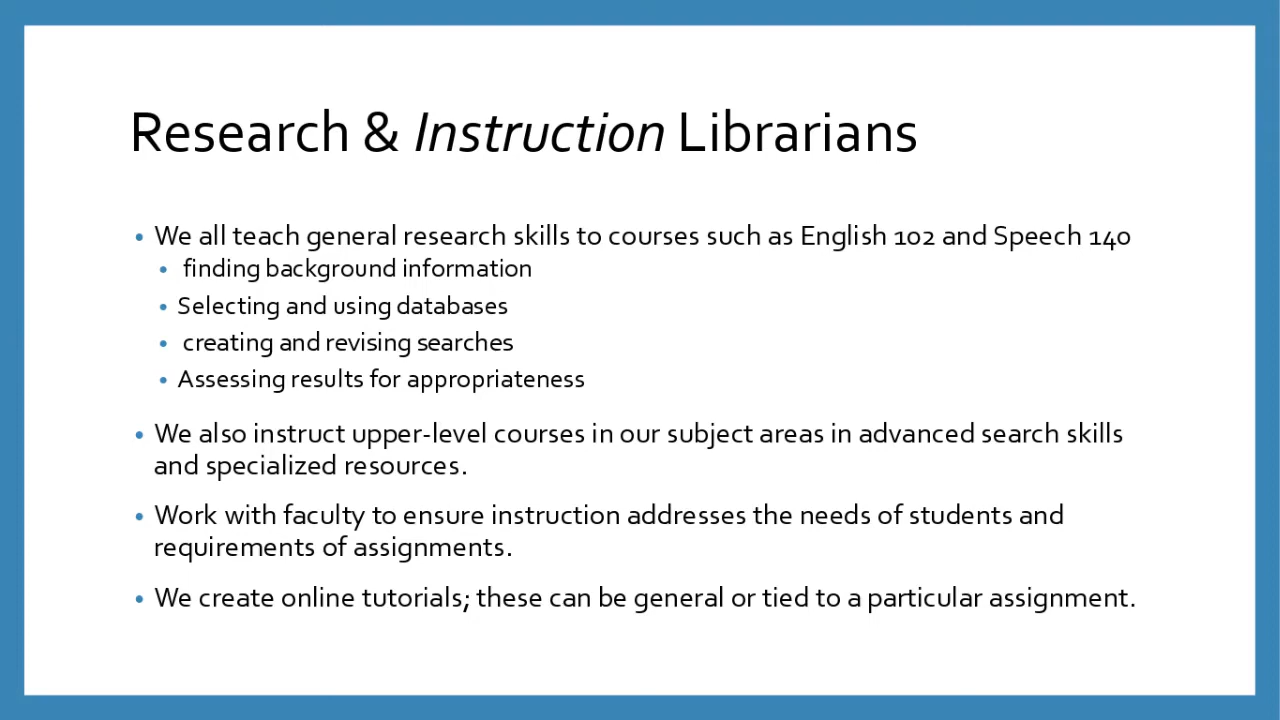 Research & Instruction Librarians
• We all teach general research skills to courses such as English 102 and Speech 140
• finding background information
• Selecting and using databases
• creating and revising searches
• Assessing results for appropriateness
• We also instruct upper-level courses in our subject areas in advanced search skills
and specialized resources.
• Work with faculty to ensure instruction addresses the needs of students and
requirements of assignments.
• We create online tutorials; these can be general or tied to a particular assignment.